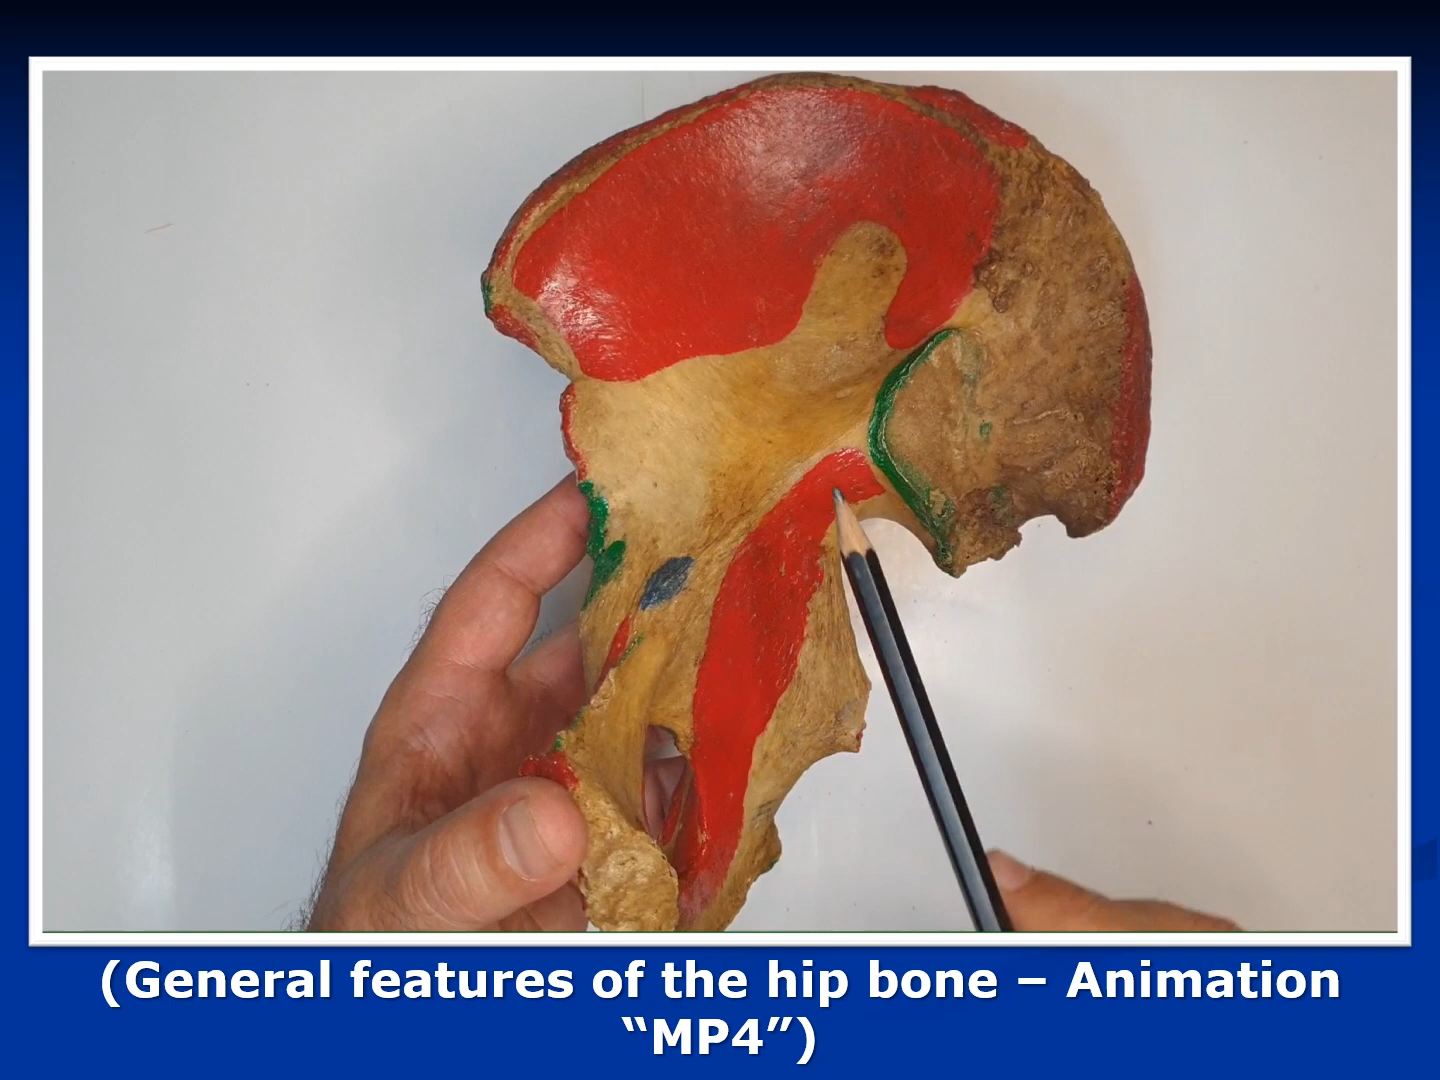 (General features of the hip bone – Animation
“MP4”)